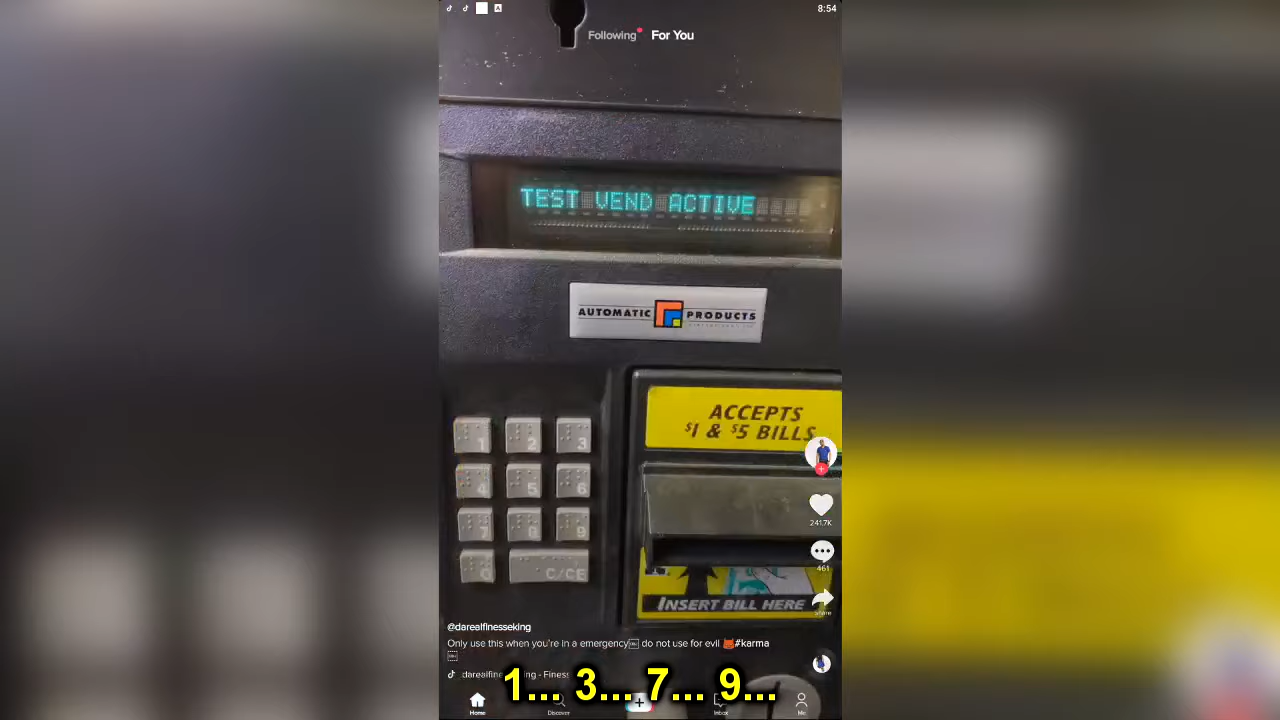 8:54
Following For You
TEST VEND ACTIVE
AUTOMATIC PRODUCTS
ACCEPTS
$1 & $5 BILLS
1 2 3
4 5 6
7 8 9
0 C/CE
INSERT BILL HERE
241.7K
461
Share
@darealfinesseking
Only use this when you're in a emergency do not use for evil #karma
1... 3... 7... 9...
Home
Discover
Inbox
Me